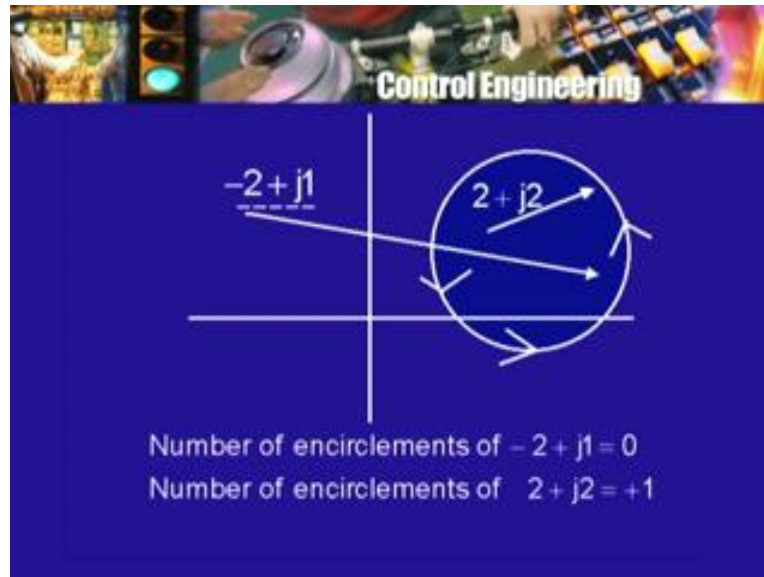 Control Engineering
−2 + j1
2 + j2
Number of encirclements of − 2 + j1 = 0
Number of encirclements of 2 + j2 = +1